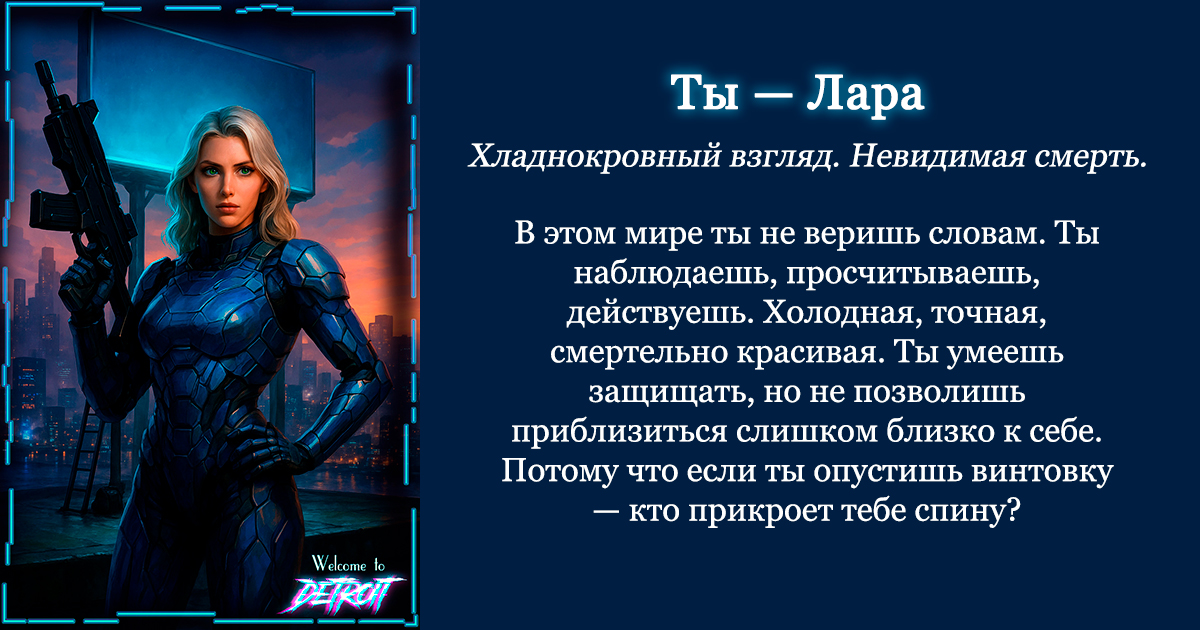 Ты — Лара
Хладнокровный взгляд. Невидимая смерть.
В этом мире ты не веришь словам. Ты
наблюдаешь, просчитываешь,
действуешь. Холодная, точная,
смертельно красивая. Ты умеешь
защищать, но не позволишь
приблизиться слишком близко к себе.
Потому что если ты опустишь винтовку
— кто прикроет тебе спину?
Welcome to
DETROIT